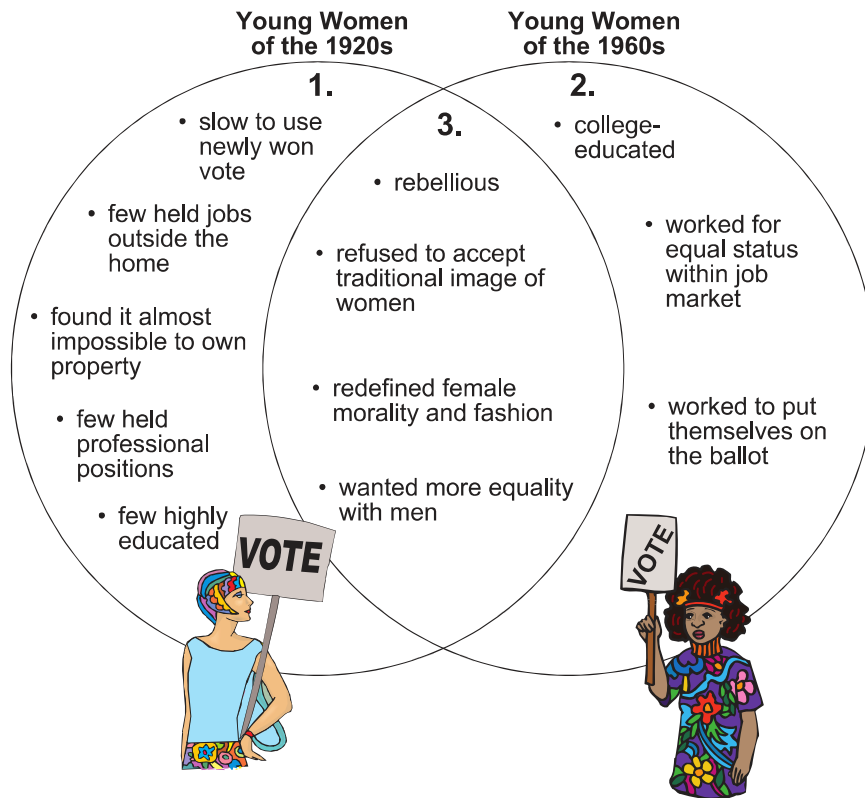 Young Women
of the 1920s
Young Women
of the 1960s
1.
• slow to use
newly won
vote
• few held jobs
outside the
home
• found it almost
impossible to own
property
• few held
professional
positions
• few highly
educated
VOTE
3.
• rebellious
• refused to accept
traditional image of
women
• redefined female
morality and fashion
• wanted more equality
with men
2.
• college-
educated
• worked for
equal status
within job
market
• worked to put
themselves on
the ballot
VOTE